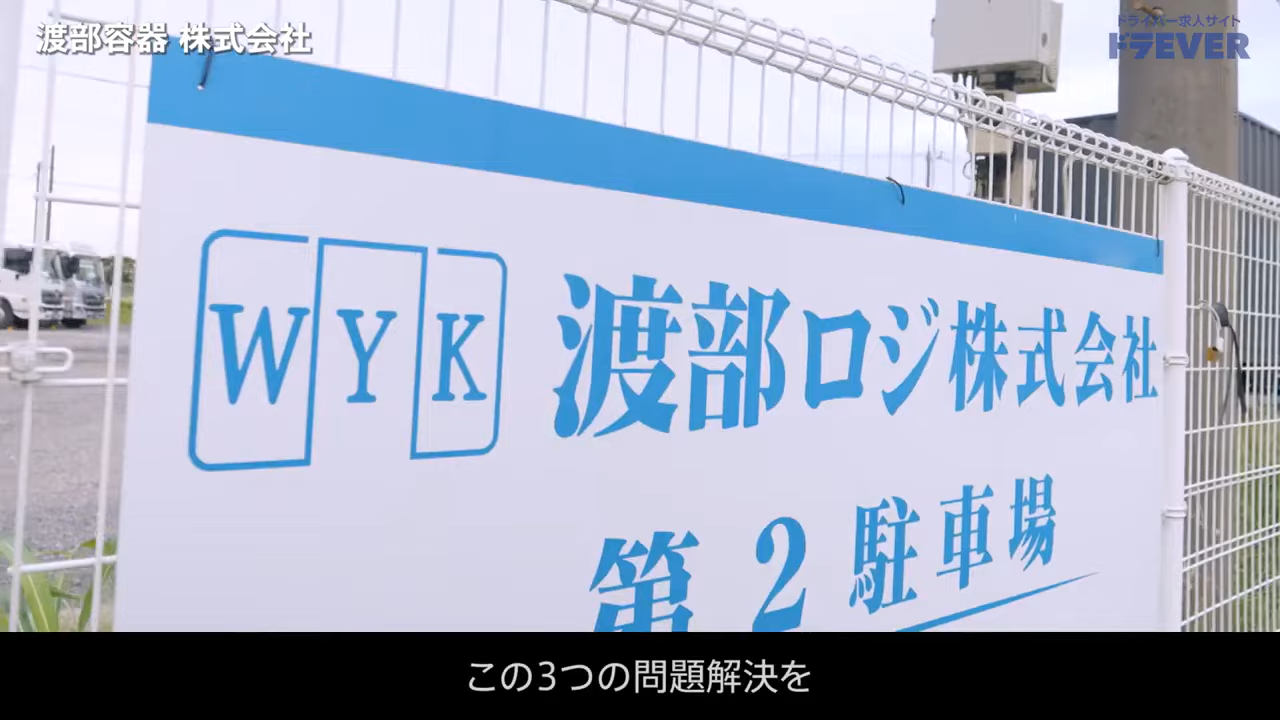 渡部容器 株式会社
ドライバー求人サイト
ドラEVER
WYK
渡部ロジ株式会社
第2駐車場
この3つの問題解決を